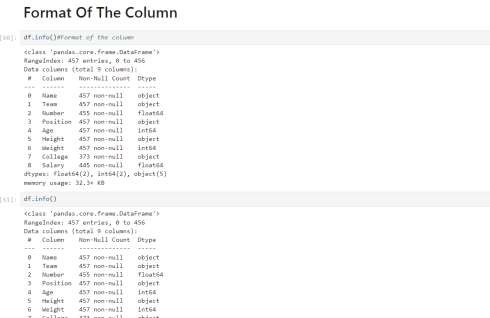 Format Of The Column
df.info()#Format of the column
<class 'pandas.core.frame.DataFrame'>
RangeIndex: 457 entries, 0 to 456
Data columns (total 9 columns):
# Column Non-Null Count Dtype
--- ------ -------------- -----
0 Name 457 non-null object
1 Team 457 non-null object
2 Number 455 non-null float64
3 Position 457 non-null object
4 Age 457 non-null int64
5 Height 457 non-null object
6 Weight 457 non-null int64
7 College 373 non-null object
8 Salary 445 non-null float64
dtypes: float64(2), int64(2), object(5)
memory usage: 32.3+ KB
df.info()
<class 'pandas.core.frame.DataFrame'>
RangeIndex: 457 entries, 0 to 456
Data columns (total 9 columns):
# Column Non-Null Count Dtype
--- ------ -------------- -----
0 Name 457 non-null object
1 Team 457 non-null object
2 Number 455 non-null float64
3 Position 457 non-null object
4 Age 457 non-null int64
5 Height 457 non-null object
6 Weight 457 non-null int64